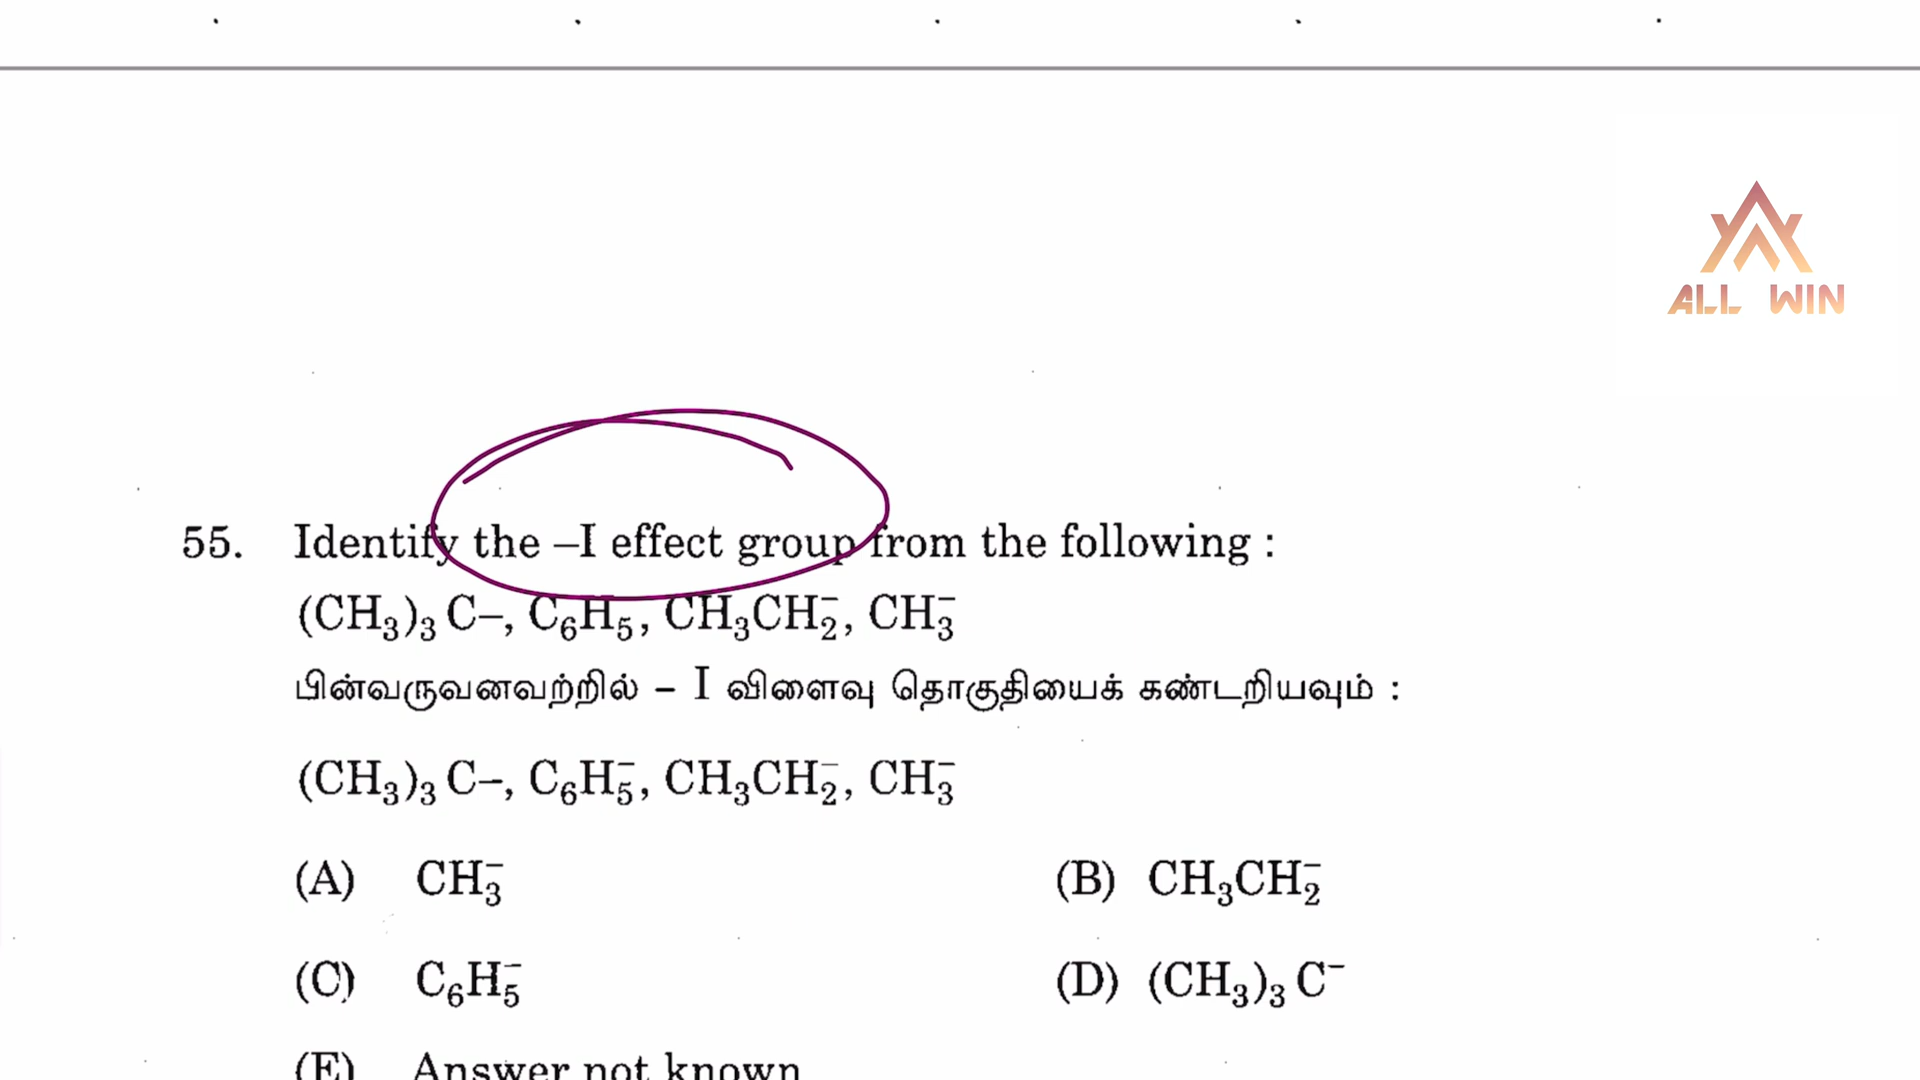 ALL WIN
55. Identify the –I effect group from the following :
(CH₃)₃ C–, C₆H₅, CH₃CH₂⁻, CH₃⁻
பின்வருவனவற்றில் – I விளைவு தொகுதியைக் கண்டறியவும் :
(CH₃)₃ C–, C₆H₅⁻, CH₃CH₂⁻, CH₃⁻
(A) CH₃⁻ (B) CH₃CH₂⁻
(C) C₆H₅⁻ (D) (CH₃)₃ C⁻
(E) Answer not known